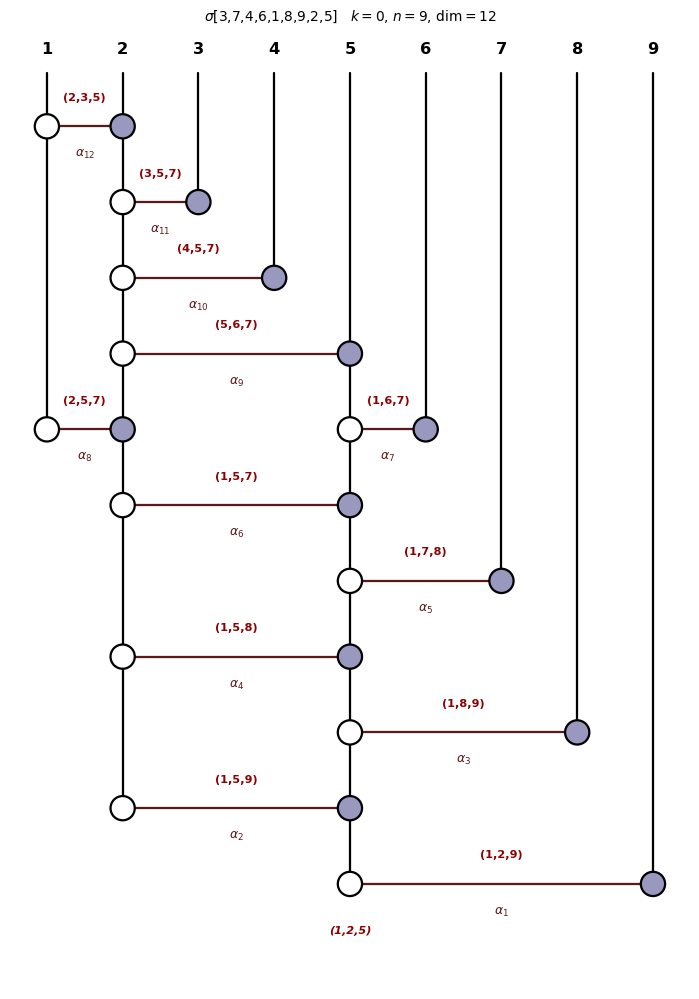 σ[3,7,4,6,1,8,9,2,5]   k = 0, n = 9, dim = 12
1 2 3 4 5 6 7 8 9
(2,3,5)
α₁₂
(3,5,7)
α₁₁
(4,5,7)
α₁₀
(5,6,7)
α₉
(2,5,7) (1,6,7)
α₈ α₇
(1,5,7)
α₆
(1,7,8)
α₅
(1,5,8)
α₄
(1,8,9)
α₃
(1,5,9)
α₂
(1,2,9)
α₁
(1,2,5)